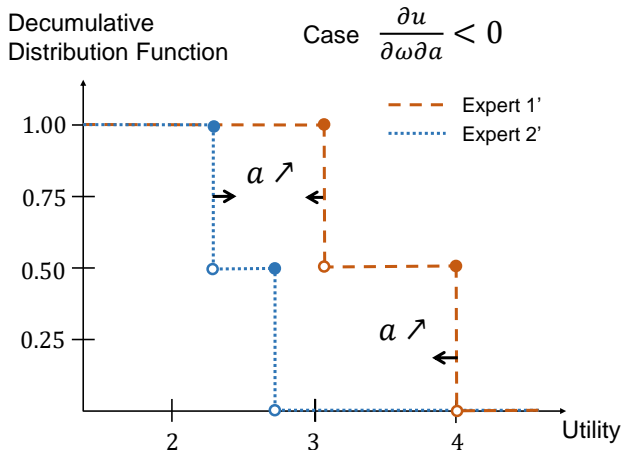 Decumulative
Distribution Function
Case ∂u/∂ω∂a < 0
Expert 1’
Expert 2’
1.00
a ↗
0.75
0.50
a ↗
0.25
2
3
4
Utility